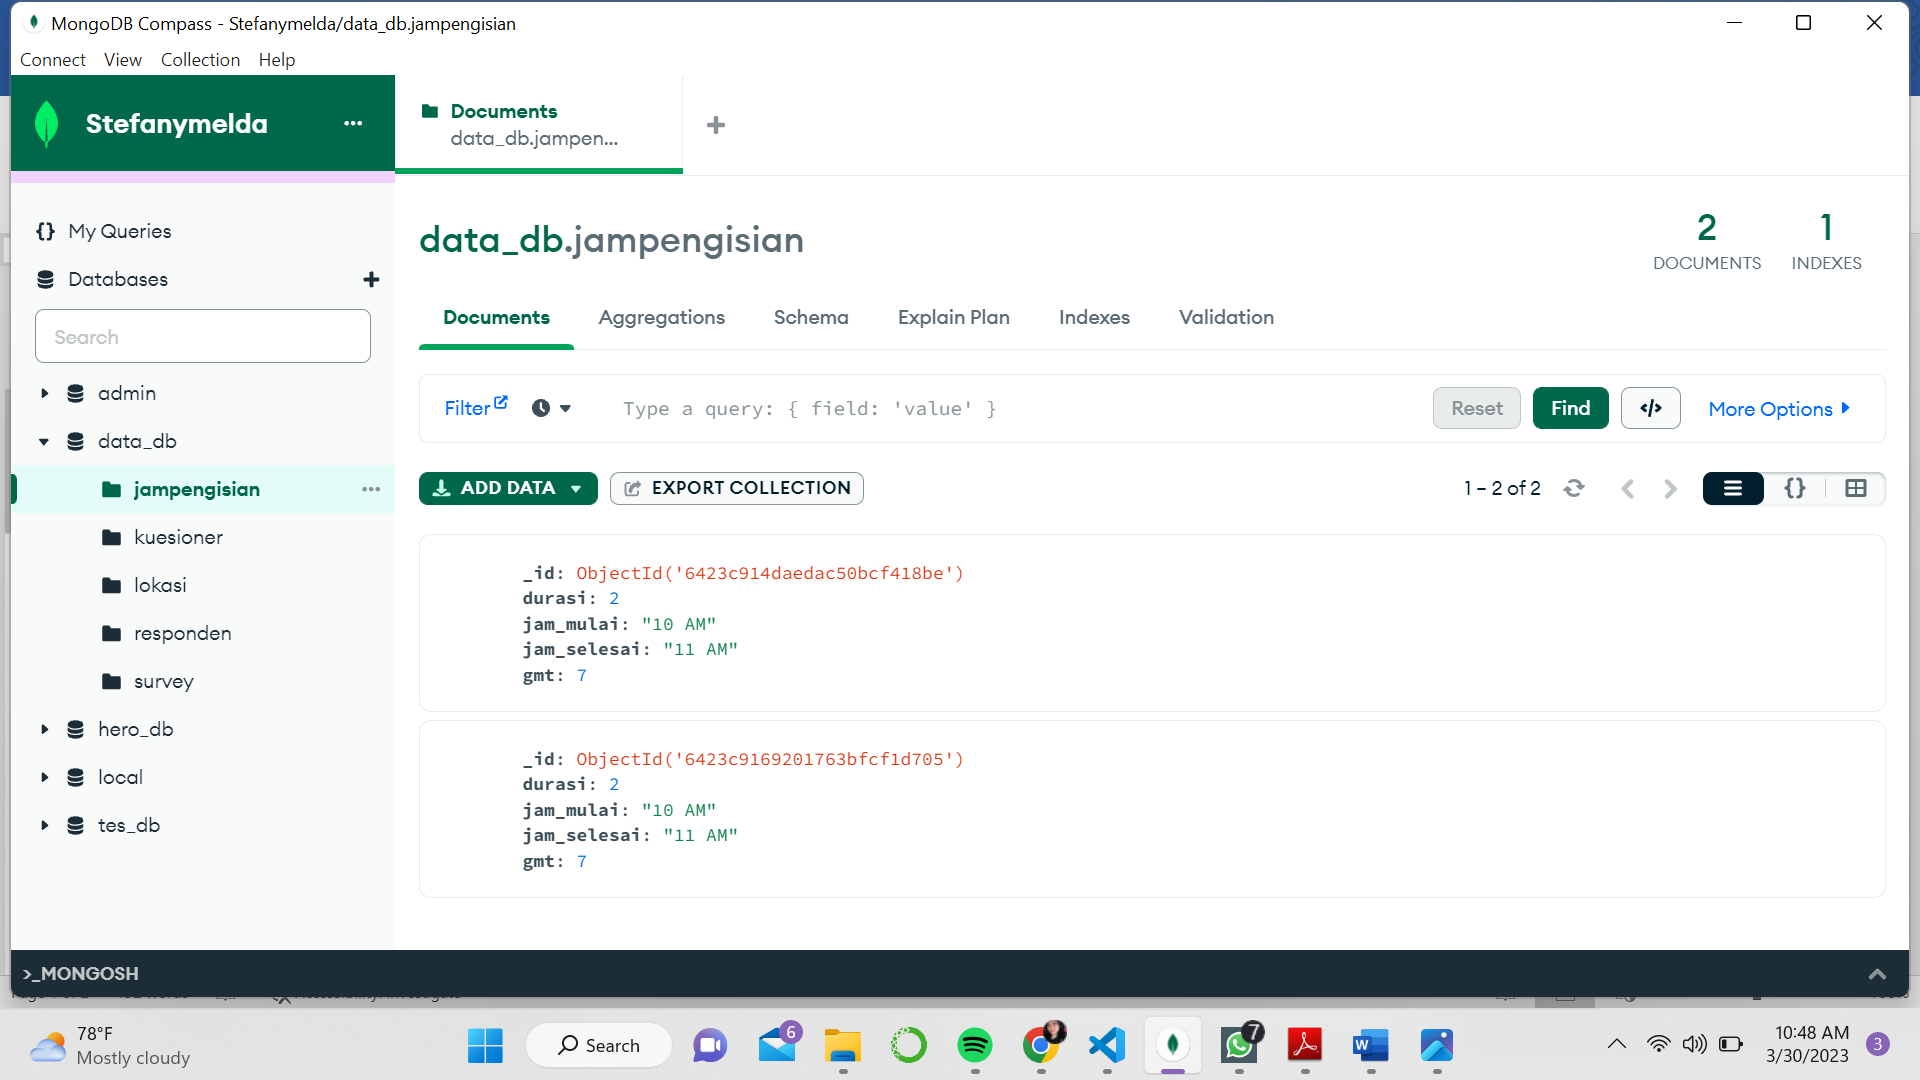 MongoDB Compass - Stefanymelda/data_db.jampengisian
Connect View Collection Help
Stefanymelda
Documents
data_db.jampen...
My Queries
Databases
Search
admin
data_db
jampengisian
kuesioner
lokasi
responden
survey
hero_db
local
tes_db
data_db.jampengisian
2
DOCUMENTS
1
INDEXES
Documents Aggregations Schema Explain Plan Indexes Validation
Filter Type a query: { field: 'value' } Reset Find </> More Options
ADD DATA EXPORT COLLECTION 1 – 2 of 2 {}
_id: ObjectId('6423c914daedac50bcf418be')
durasi: 2
jam_mulai: "10 AM"
jam_selesai: "11 AM"
gmt: 7
_id: ObjectId('6423c9169201763bfcf1d705')
durasi: 2
jam_mulai: "10 AM"
jam_selesai: "11 AM"
gmt: 7
>_MONGOSH
78°F
Mostly cloudy
Search
6
W
7
10:48 AM
3/30/2023
3